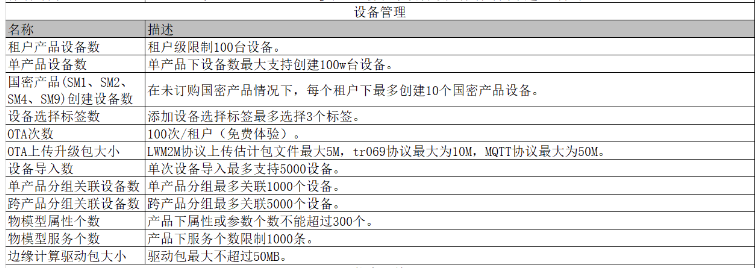 设备管理
名称 描述
租户产品设备数 租户级限制100台设备。
单产品设备数 单产品下设备数最大支持创建100w台设备。
国密产品(SM1、SM2、
SM4、SM9)创建设备数 在未订购国密产品情况下，每个租户下最多创建10个国密产品设备。
设备选择标签数 添加设备选择标签最多选择3个标签。
OTA次数 100次/租户（免费体验）。
OTA上传升级包大小 LWM2M协议上传估计包文件最大5M，tr069协议最大为10M，MQTT协议最大为50M。
设备导入数 单次设备导入最多支持5000设备。
单产品分组关联设备数 单产品分组最多关联1000个设备。
跨产品分组关联设备数 跨产品分组最多关联5000个设备。
物模型属性个数 产品下属性或参数个数不能超过300个。
物模型服务个数 产品下服务个数限制1000条。
边缘计算驱动包大小 驱动包最大不超过50MB。